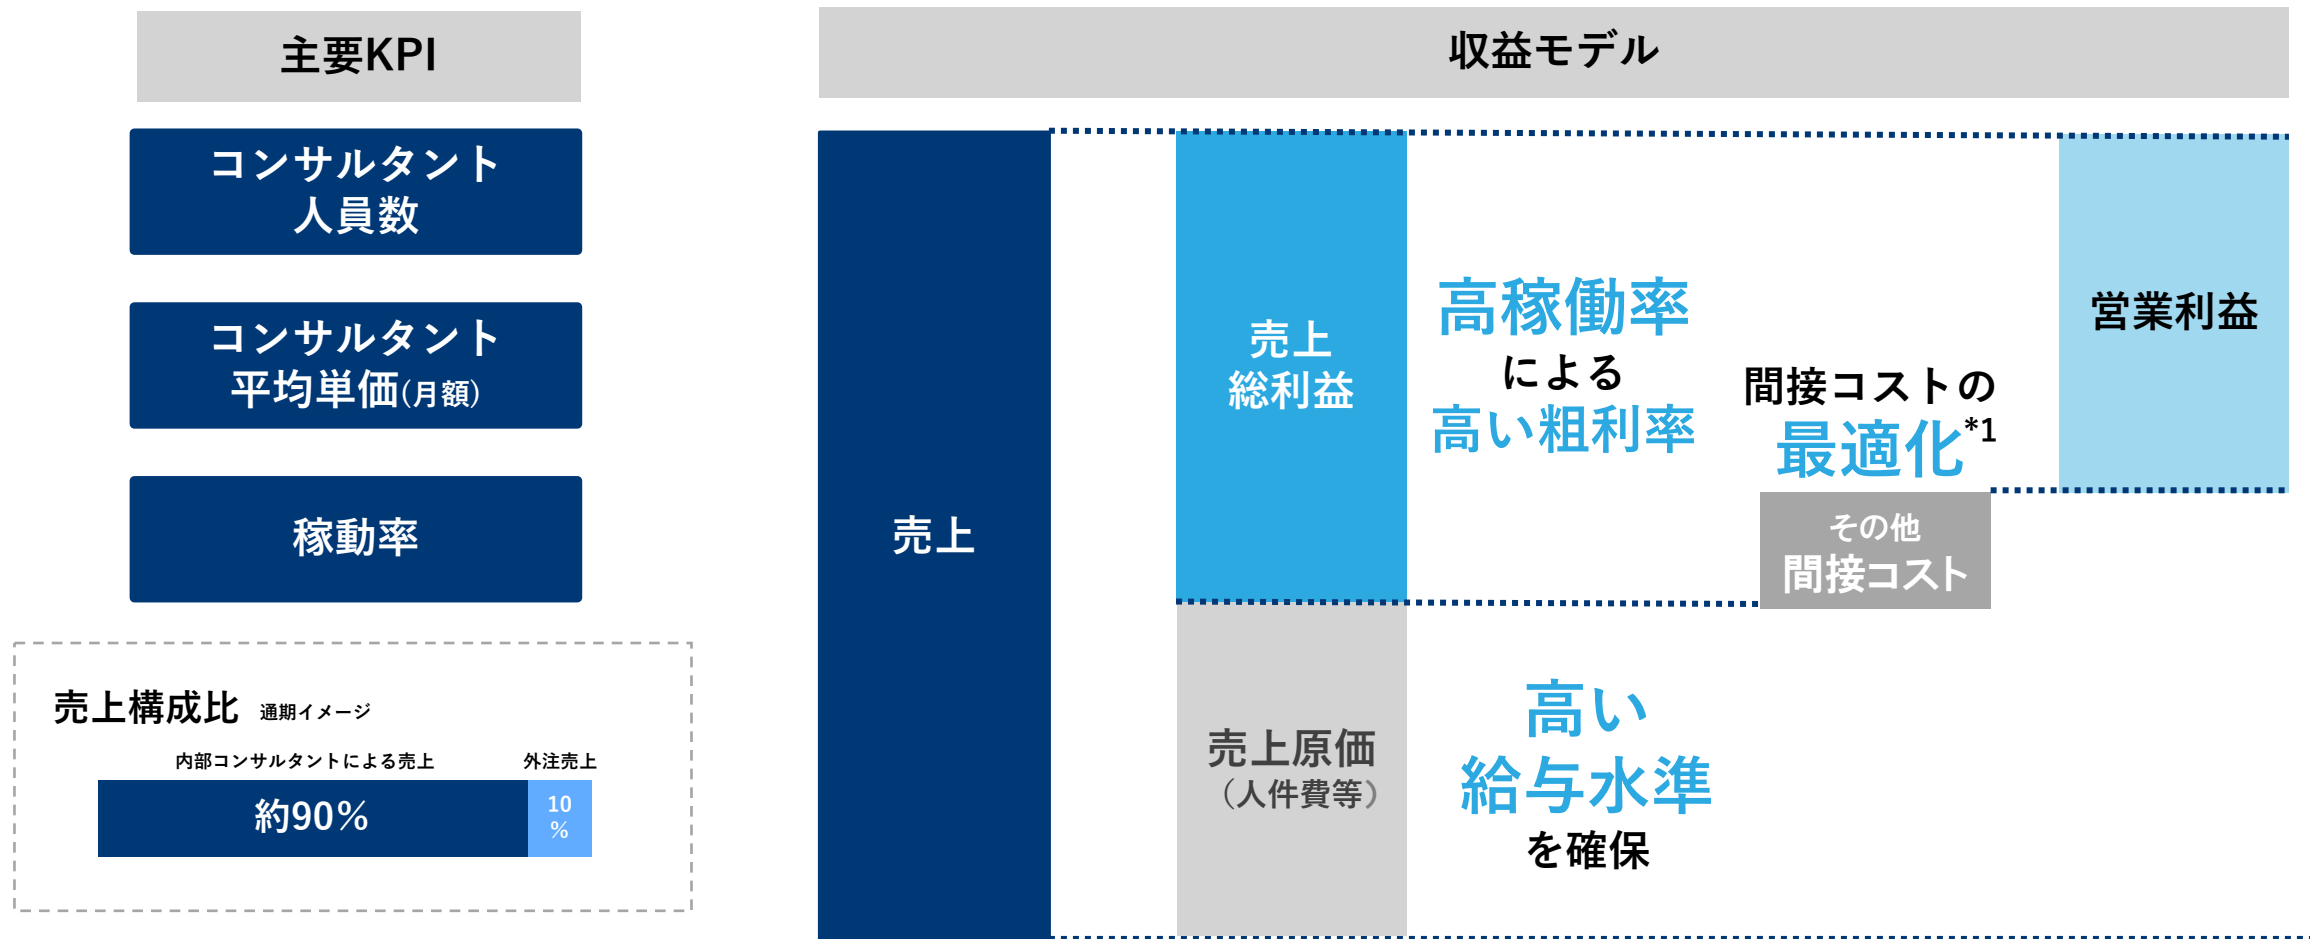 主要KPI
コンサルタント
人員数
コンサルタント
平均単価(月額)
稼動率
売上構成比 通期イメージ
内部コンサルタントによる売上 外注売上
約90%
10
%
収益モデル
売上
売上
総利益
高稼働率
による
高い粗利率
間接コストの
最適化*1
その他
間接コスト
営業利益
売上原価
(人件費等)
高い
給与水準
を確保